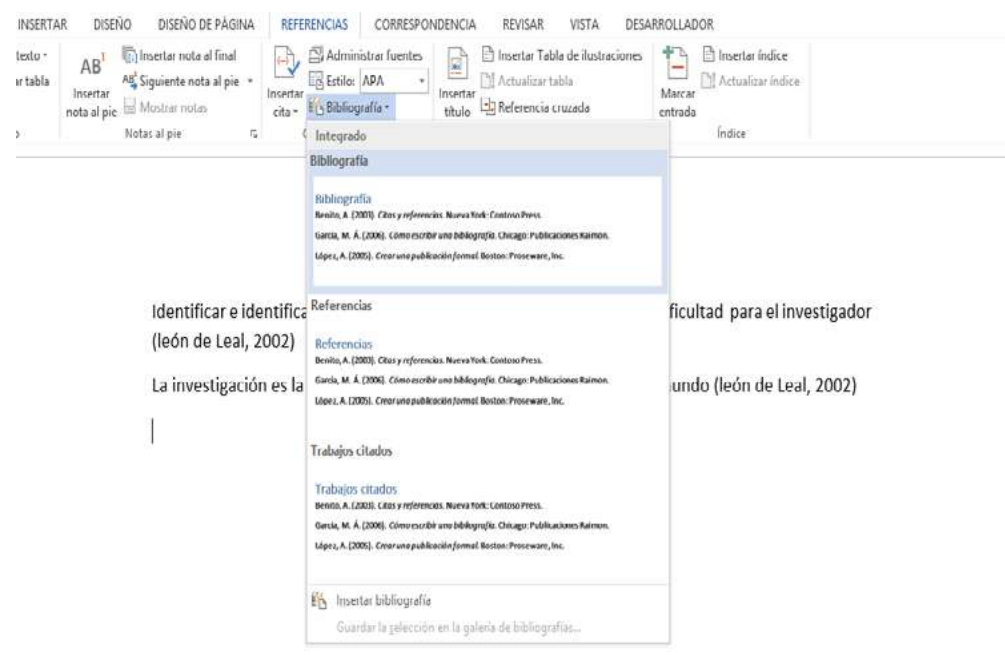 INSERTAR DISEÑO DISEÑO DE PÁGINA REFERENCIAS CORRESPONDENCIA REVISAR VISTA DESARROLLADOR
texto
ar tabla
AB1
Insertar
nota al pie
Insertar nota al final
Siguiente nota al pie
Mostrar notas
Notas al pie
Insertar
cita
Administrar fuentes
Estilo: APA
Bibliografía
Insertar
título
Insertar Tabla de ilustraciones
Actualizar tabla
Referencia cruzada
Marcar
entrada
Insertar índice
Actualizar índice
Índice
Integrado
Bibliografía
Bibliografía
Benito, A. (2003). Citas y referencias. Nueva York: Contoso Press.
García, M. Á. (2006). Cómo escribir una bibliografía. Chicago: Publicaciones Raimon.
López, A. (2005). Crear una publicación formal. Boston: Proseware, Inc.
Referencias
Referencias
Benito, A. (2003). Citas y referencias. Nueva York: Contoso Press.
García, M. Á. (2006). Cómo escribir una bibliografía. Chicago: Publicaciones Raimon.
López, A. (2005). Crear una publicación formal. Boston: Proseware, Inc.
Trabajos citados
Trabajos citados
Benito, A. (2003). Citas y referencias. Nueva York: Contoso Press.
García, M. Á. (2006). Cómo escribir una bibliografía. Chicago: Publicaciones Raimon.
López, A. (2005). Crear una publicación formal. Boston: Proseware, Inc.
Insertar bibliografía
Guardar la selección en la galería de bibliografías...
Identificar e identifica ficultad para el investigador
(león de Leal, 2002)
La investigación es la undo (león de Leal, 2002)